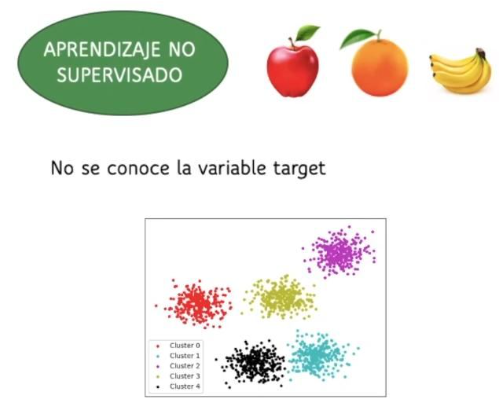 APRENDIZAJE NO
SUPERVISADO
No se conoce la variable target
Cluster 0
Cluster 1
Cluster 2
Cluster 3
Cluster 4